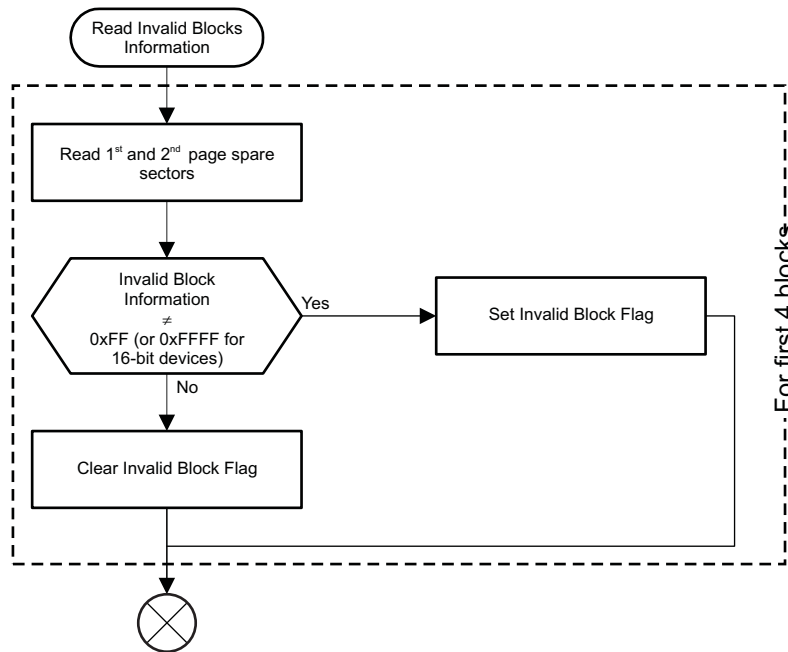 Read Invalid Blocks
Information
Read 1st and 2nd page spare
sectors
Invalid Block
Information
≠
0xFF (or 0xFFFF for
16-bit devices)
Yes
Set Invalid Block Flag
No
Clear Invalid Block Flag
For first 4 blocks